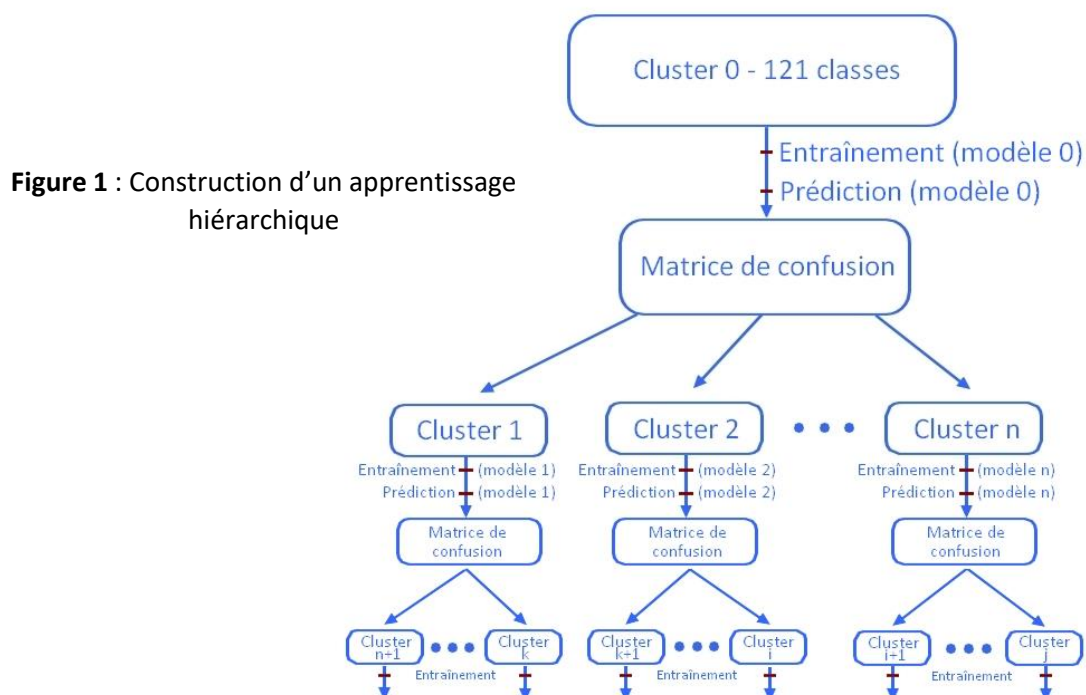 Cluster 0 - 121 classes
Entraînement (modèle 0)
Prédiction (modèle 0)
Figure 1 : Construction d'un apprentissage
hiérarchique
Matrice de confusion
Cluster 1
Cluster 2
Cluster n
Entraînement (modèle 1)
Prédiction (modèle 1)
Entraînement (modèle 2)
Prédiction (modèle 2)
Entraînement (modèle n)
Prédiction (modèle n)
Matrice de
confusion
Matrice de
confusion
Matrice de
confusion
Cluster
n+1
Cluster
k
Cluster
k+1
Cluster
i
Cluster
i+1
Cluster
j
Entraînement
Entraînement
Entraînement